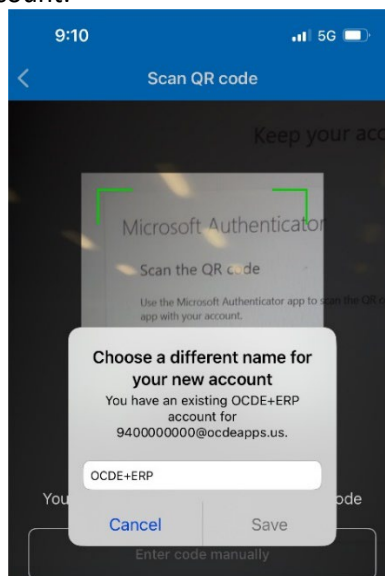 count.
9:10
5G
Scan QR code
Keep your acc
Microsoft Authenticator
Scan the QR code
Use the Microsoft Authenticator app to scan the QR c
app with your account.
Choose a different name for
your new account
You have an existing OCDE+ERP
account for
9400000000@ocdeapps.us.
OCDE+ERP
You
ode
Cancel
Save
Enter code manually